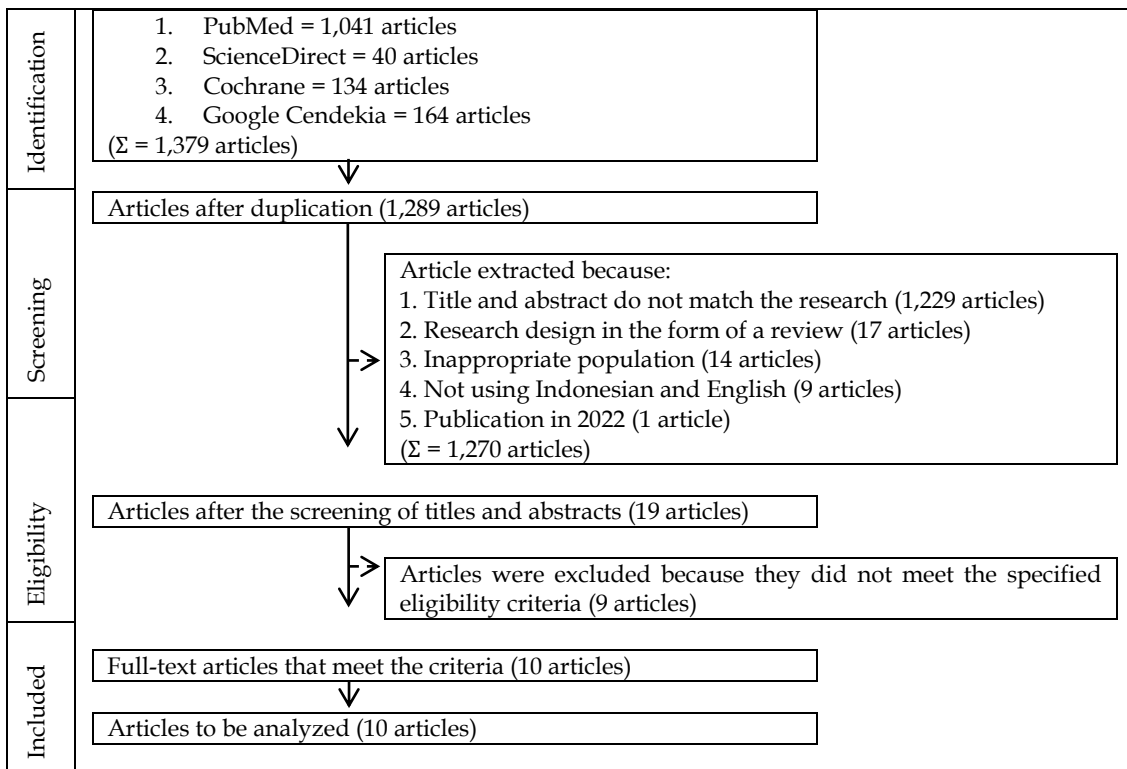 Identification
1. PubMed = 1,041 articles
2. ScienceDirect = 40 articles
3. Cochrane = 134 articles
4. Google Cendekia = 164 articles
(Σ = 1,379 articles)
Screening
Articles after duplication (1,289 articles)
Article extracted because:
1. Title and abstract do not match the research (1,229 articles)
2. Research design in the form of a review (17 articles)
3. Inappropriate population (14 articles)
4. Not using Indonesian and English (9 articles)
5. Publication in 2022 (1 article)
(Σ = 1,270 articles)
Eligibility
Articles after the screening of titles and abstracts (19 articles)
Articles were excluded because they did not meet the specified
eligibility criteria (9 articles)
Included
Full-text articles that meet the criteria (10 articles)
Articles to be analyzed (10 articles)